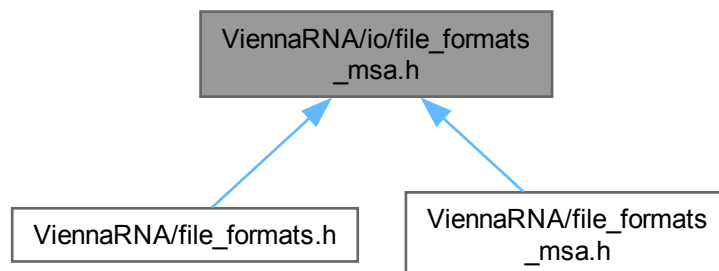 ViennaRNA/io/file_formats
_msa.h
ViennaRNA/file_formats.h
ViennaRNA/file_formats
_msa.h